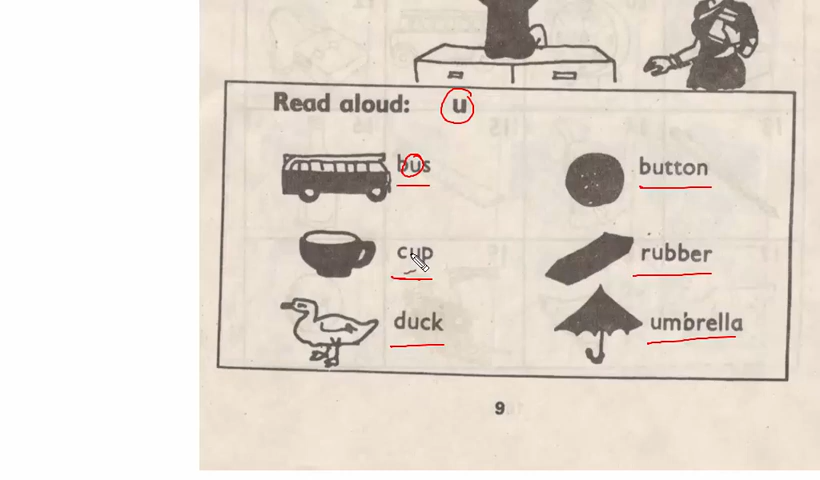 Read aloud: u
bus button
cup rubber
duck umbrella
9